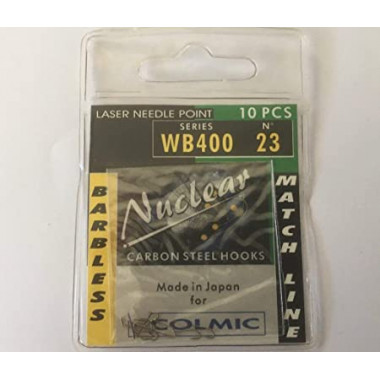 LASER NEEDLE POINT 10 PCS
SERIES N°
WB400 23
BARBLESS
Nuclear
CARBON STEEL HOOKS
MATCH LINE
Made in Japan
for
COLMIC